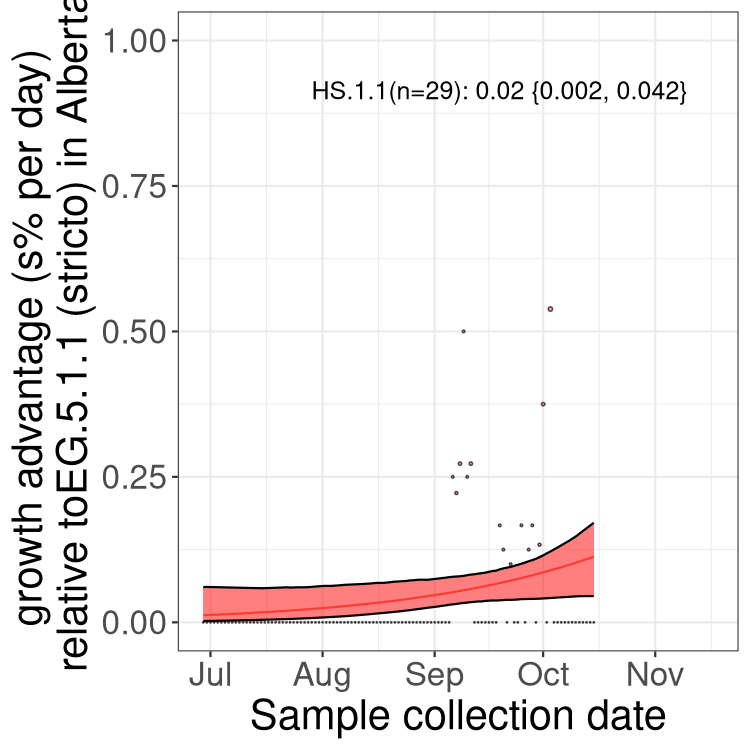 growth advantage (s% per day)
relative toEG.5.1.1 (stricto) in Alberta
1.00
0.75
0.50
0.25
0.00
HS.1.1(n=29): 0.02 {0.002, 0.042}
Jul Aug Sep Oct Nov
Sample collection date